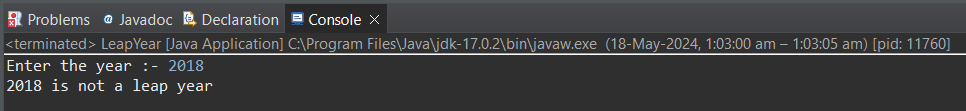 Problems @ Javadoc Declaration Console
<terminated> LeapYear [Java Application] C:\Program Files\Java\jdk-17.0.2\bin\javaw.exe (18-May-2024, 1:03:00 am – 1:03:05 am) [pid: 11760]
Enter the year :- 2018
2018 is not a leap year